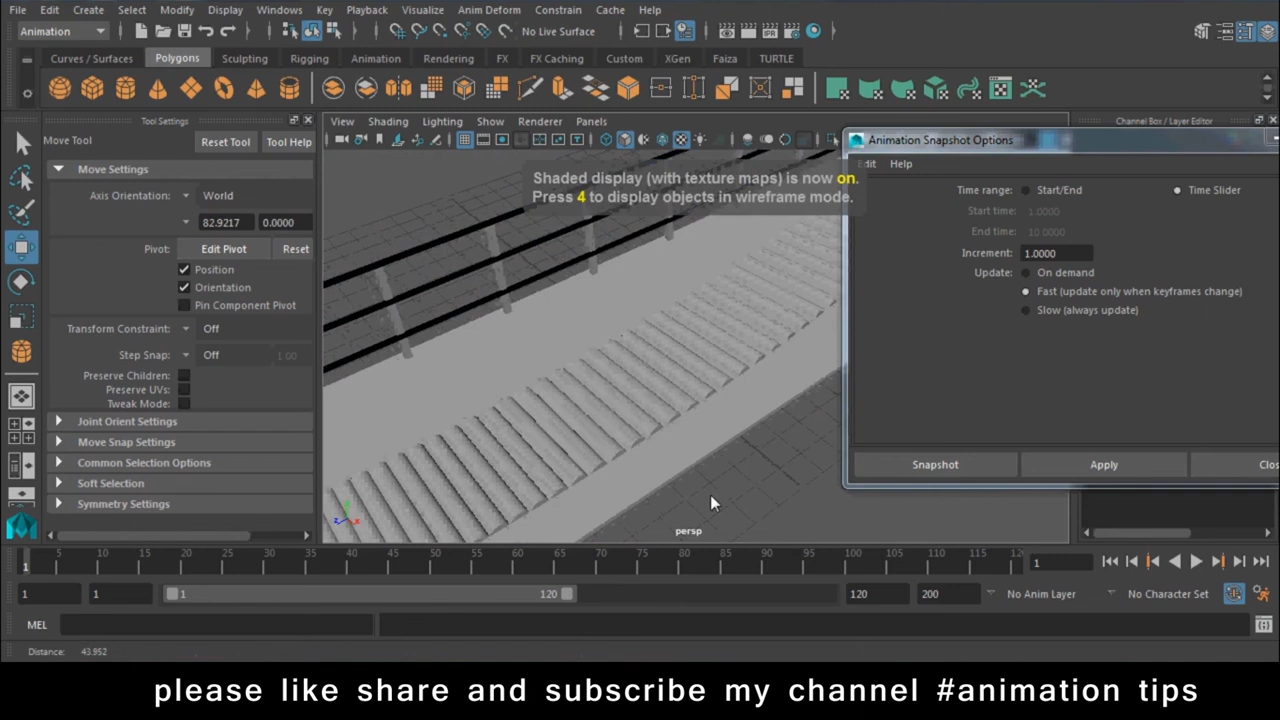 File Edit Create Select Modify Display Windows Key Playback Visualize Anim Deform Constrain Cache Help
Animation No Live Surface
Curves / Surfaces Polygons Sculpting Rigging Animation Rendering FX FX Caching Custom XGen Faiza TURTLE
IPR
Tool Settings
Move Tool Reset Tool Tool Help
Move Settings
Axis Orientation: World
82.9217 0.0000
Pivot: Edit Pivot Reset
Position
Orientation
Pin Component Pivot
Transform Constraint: Off
Step Snap: Off 1.00
Preserve Children:
Preserve UVs:
Tweak Mode:
Joint Orient Settings
Move Snap Settings
Common Selection Options
Soft Selection
Symmetry Settings
View Shading Lighting Show Renderer Panels
Shaded display (with texture maps) is now on.
Press 4 to display objects in wireframe mode.
z x
persp
Channel Box / Layer Editor
Animation Snapshot Options
Edit Help
Time range: Start/End Time Slider
Start time: 1.0000
End time: 10.0000
Increment: 1.0000
Update: On demand
Fast (update only when keyframes change)
Slow (always update)
Snapshot Apply Clos
1 5 10 15 20 25 30 35 40 45 50 55 60 65 70 75 80 85 90 95 100 105 110 115 12 1
1 1 1 120 120 200 No Anim Layer No Character Set
MEL
Distance: 43.952
please like share and subscribe my channel #animation tips